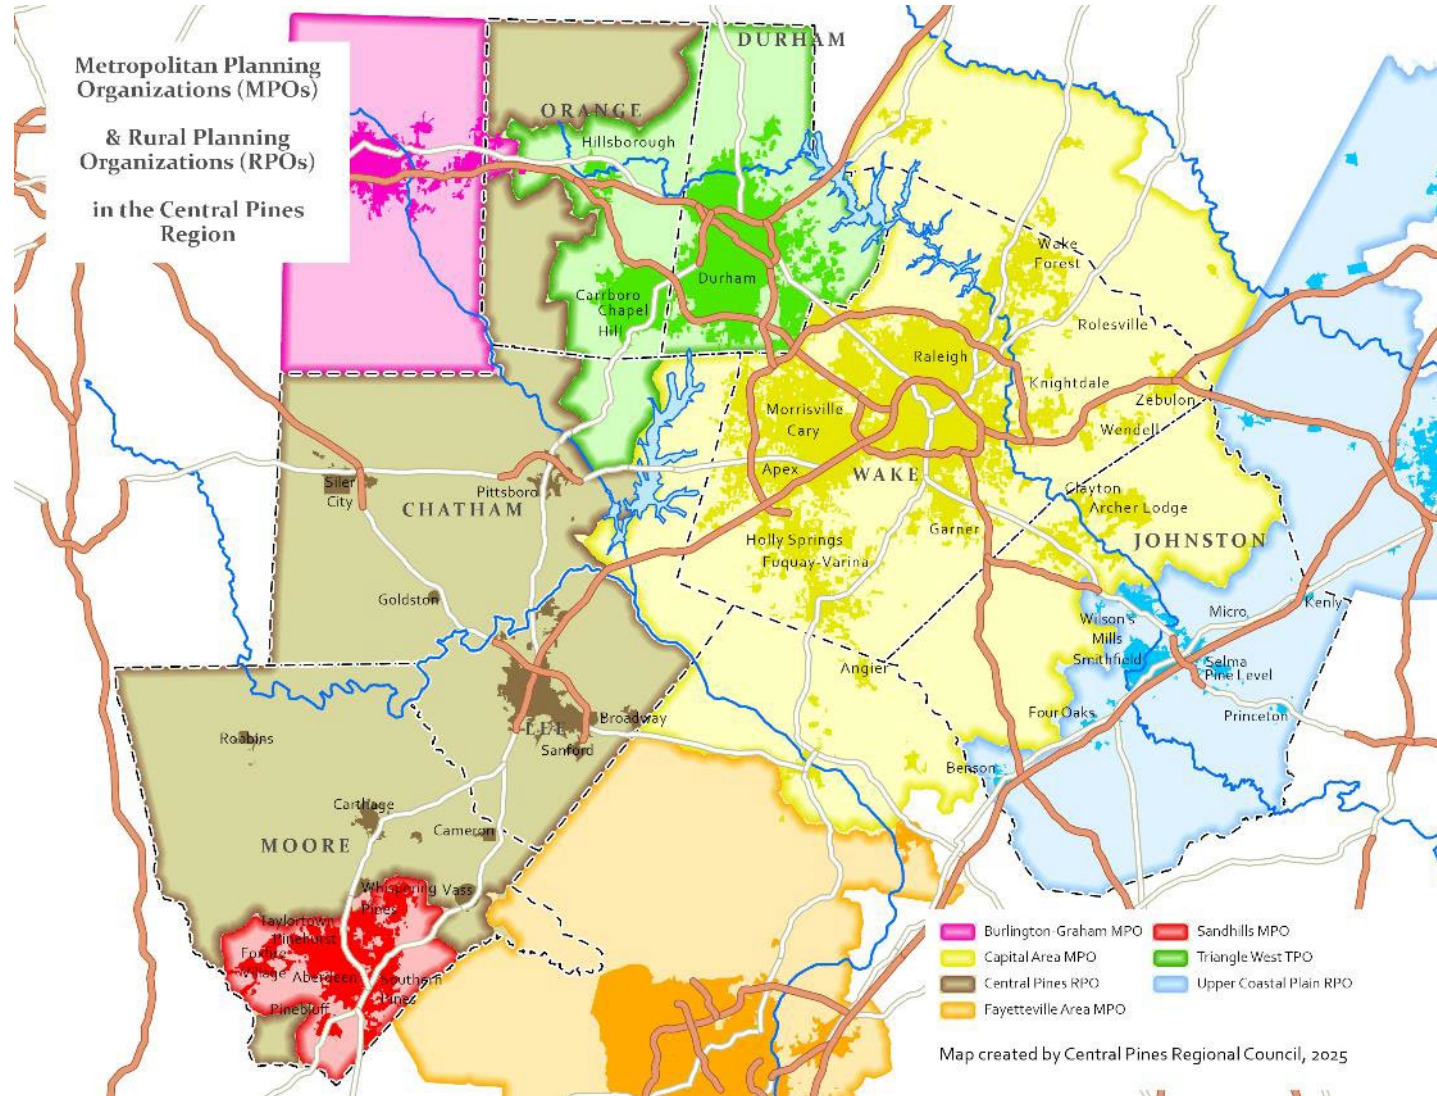 Metropolitan Planning
Organizations (MPOs)
& Rural Planning
Organizations (RPOs)
in the Central Pines
Region
DURHAM
ORANGE
Hillsborough
Wake
Forest
Durham
Carrboro
Chapel
Hill
Rolesville
Raleigh
Knightdale
Zebulon
Morrisville
Cary
Wendell
Apex
WAKE
Siler
City
Pittsboro
CHATHAM
Clayton
Archer Lodge
Garner
Holly Springs
Fuquay-Varina
JOHNSTON
Goldston
Micro
Kenly
Wilson's
Mills
Smithfield
Selma
Pine Level
Angier
Four Oaks
Princeton
Broadway
LEE
Sanford
Robbins
Benson
Carthage
Cameron
MOORE
Whispering
Pines
Vass
Taylortown
Pinehurst
Foxfire
Village
Aberdeen
Southern
Pines
Pinebluff
Burlington-Graham MPO
Sandhills MPO
Capital Area MPO
Triangle West TPO
Central Pines RPO
Upper Coastal Plain RPO
Fayetteville Area MPO
Map created by Central Pines Regional Council, 2025